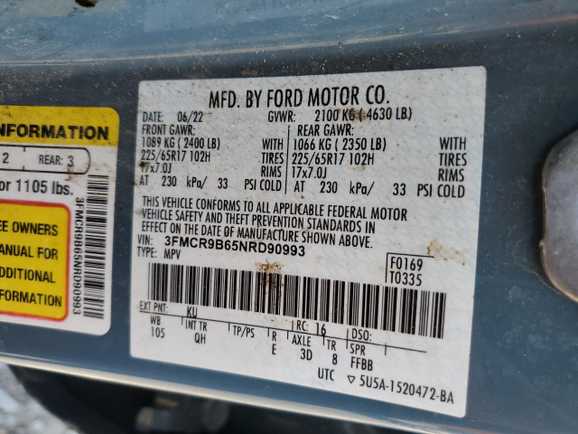 MFD. BY FORD MOTOR CO.
DATE: 06/22 GVWR: 2100 KG ( 4630 LB)
FRONT GAWR: REAR GAWR:
1089 KG ( 2400 LB) WITH 1066 KG ( 2350 LB) WITH
225/65R17 102H TIRES 225/65R17 102H TIRES
17x7.0J RIMS 17x7.0J RIMS
AT 230 kPa/ 33 PSI COLD AT 230 kPa/ 33 PSI COLD
THIS VEHICLE CONFORMS TO ALL APPLICABLE FEDERAL MOTOR
VEHICLE SAFETY AND THEFT PREVENTION STANDARDS IN
EFFECT ON THE DATE OF MANUFACTURE SHOWN ABOVE.
VIN: 3FMCR9B65NRD90993
TYPE: MPV
F0169
T0335
EXT PNT: KU RC: 16 DSO:
WB INT TR TP/PS R AXLE TR SPR
105 QH E 3D 8 FFBB
UTC 5U5A-1520472-BA
INFORMATION
2 REAR: 3
or 1105 lbs.
EE OWNERS
MANUAL FOR
ADDITIONAL
INFORMATION
3FMCR9B65NRD90993